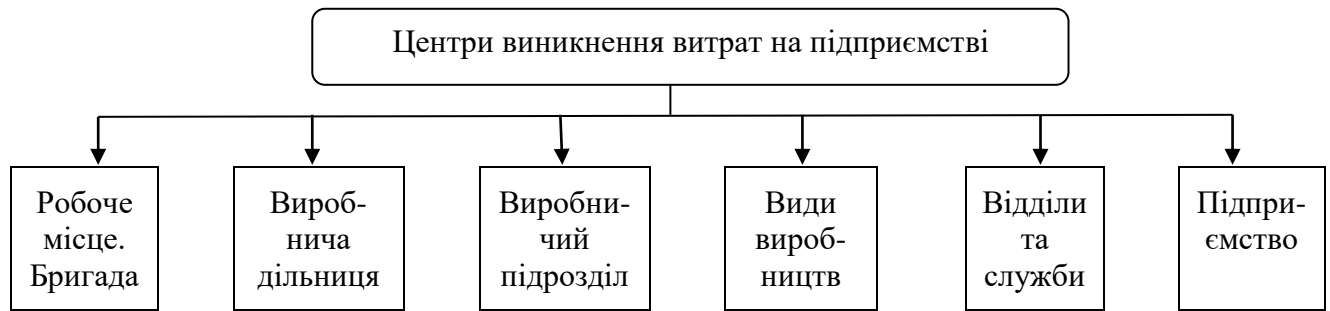 Центри виникнення витрат на підприємстві
Робоче
місце.
Бригада
Вироб-
нича
дільниця
Виробни-
чий
підрозділ
Види
вироб-
ництв
Відділи
та
служби
Підпри-
ємство